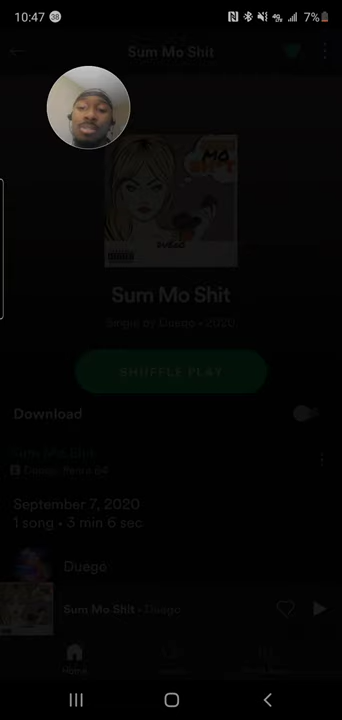 10:47 38 7%
Sum Mo Shit
MO
DUEGO
Sum Mo Shit
Single by Duego • 2020
SHUFFLE PLAY
Download
Sum Mo Shit
September 7, 2020
1 song • 3 min 6 sec
Duego
Sum Mo Shit • Duego
Home